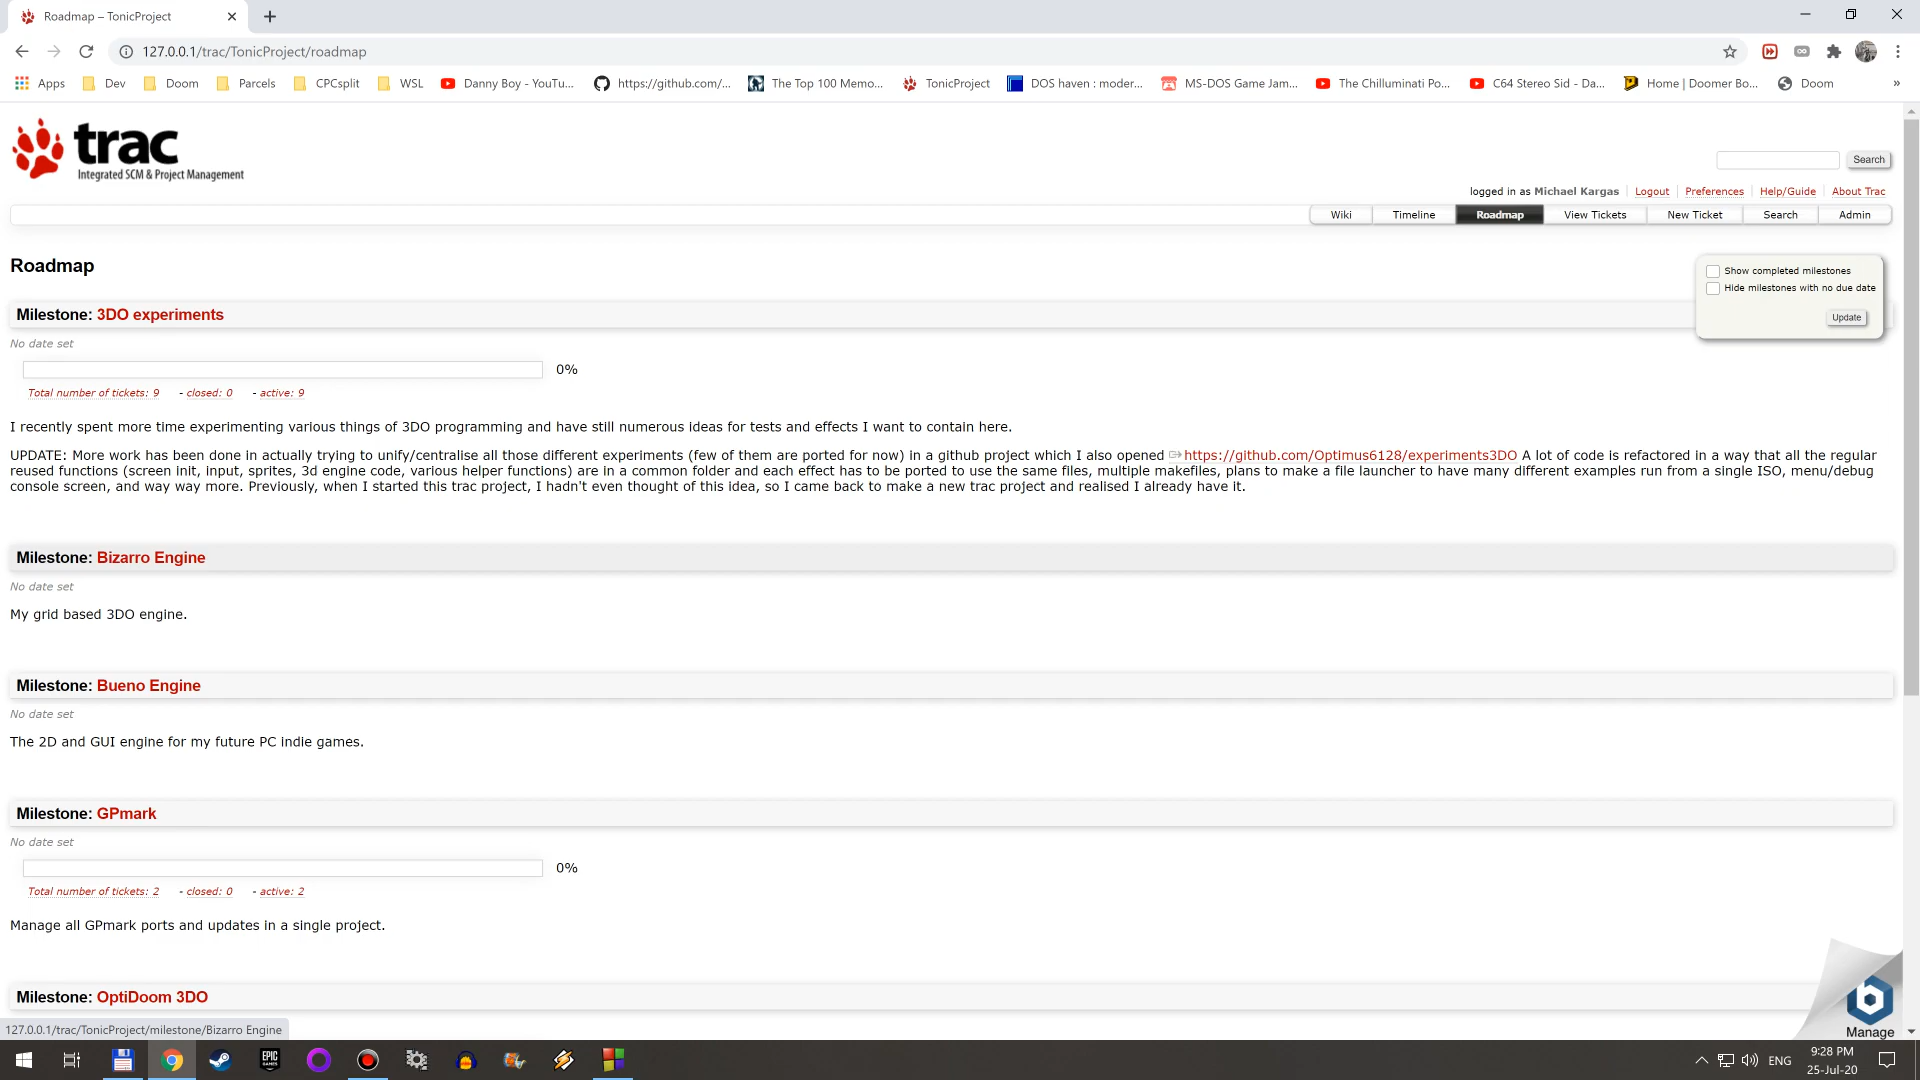 Roadmap – TonicProject
127.0.0.1/trac/TonicProject/roadmap
Apps Dev Doom Parcels CPCsplit WSL Danny Boy - YouTu... https://github.com/... The Top 100 Memo... TonicProject DOS haven : moder... MS-DOS Game Jam... The Chilluminati Po... C64 Stereo Sid - Da... Home | Doomer Bo... Doom »
trac
Integrated SCM & Project Management
Search
logged in as Michael Kargas Logout Preferences Help/Guide About Trac
Wiki Timeline Roadmap View Tickets New Ticket Search Admin
Roadmap
Show completed milestones
Hide milestones with no due date
Update
Milestone: 3DO experiments
No date set
0%
Total number of tickets: 9 - closed: 0 - active: 9
I recently spent more time experimenting various things of 3DO programming and have still numerous ideas for tests and effects I want to contain here.
UPDATE: More work has been done in actually trying to unify/centralise all those different experiments (few of them are ported for now) in a github project which I also opened https://github.com/Optimus6128/experiments3DO A lot of code is refactored in a way that all the regular
reused functions (screen init, input, sprites, 3d engine code, various helper functions) are in a common folder and each effect has to be ported to use the same files, multiple makefiles, plans to make a file launcher to have many different examples run from a single ISO, menu/debug
console screen, and way way more. Previously, when I started this trac project, I hadn't even thought of this idea, so I came back to make a new trac project and realised I already have it.
Milestone: Bizarro Engine
No date set
My grid based 3DO engine.
Milestone: Bueno Engine
No date set
The 2D and GUI engine for my future PC indie games.
Milestone: GPmark
No date set
0%
Total number of tickets: 2 - closed: 0 - active: 2
Manage all GPmark ports and updates in a single project.
Milestone: OptiDoom 3DO
Manage
127.0.0.1/trac/TonicProject/milestone/Bizarro Engine
EPIC GAMES
ENG
9:28 PM
25-Jul-20